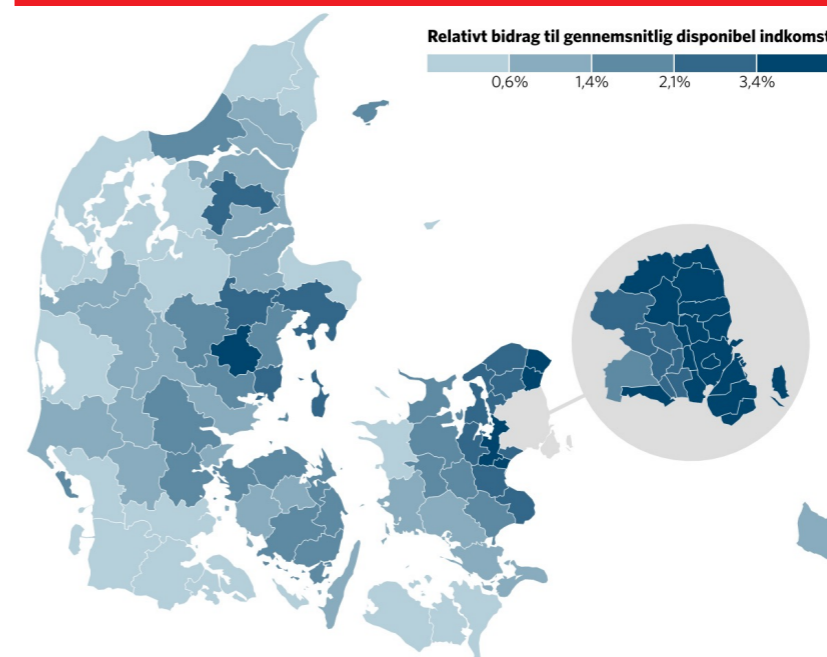 Relativt bidrag til gennemsnitlig disponibel indkomst
0,6% 1,4% 2,1% 3,4%